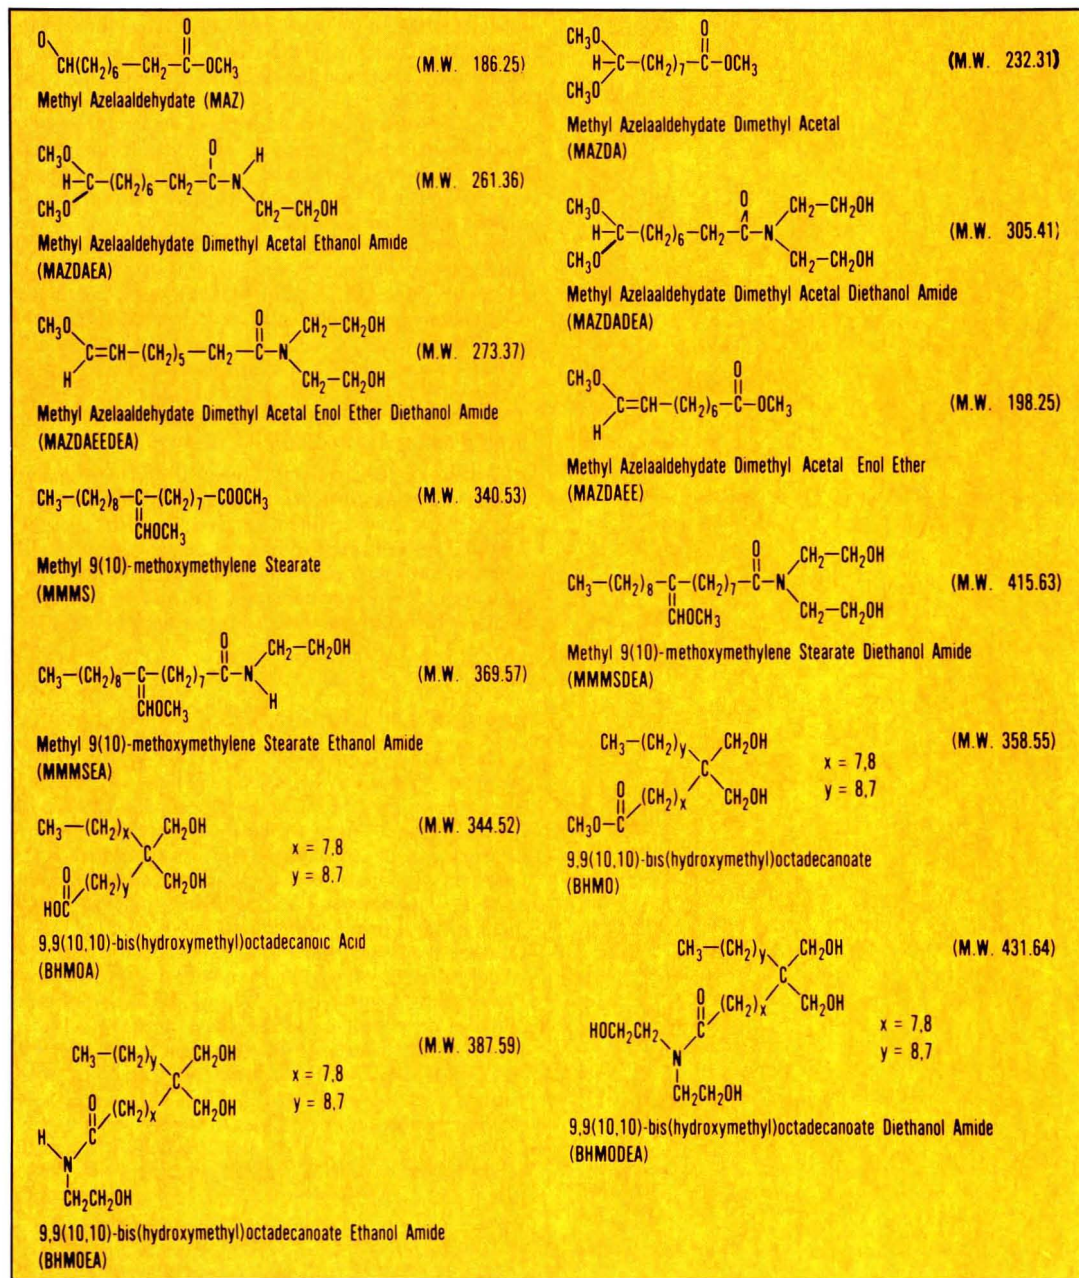 O
O
CH(CH2)6–CH2–C–OCH3
(M.W. 186.25)
Methyl Azelaaldehydate (MAZ)
CH3O
O
H–C–(CH2)7–C–OCH3
(M.W. 232.31)
CH3O
Methyl Azelaaldehydate Dimethyl Acetal
(MAZDA)
CH3O
O
H
H–C–(CH2)6–CH2–C–N
(M.W. 261.36)
CH3O
CH2–CH2OH
Methyl Azelaaldehydate Dimethyl Acetal Ethanol Amide
(MAZDAEA)
CH3O
O
CH2–CH2OH
H–C–(CH2)6–CH2–C–N
(M.W. 305.41)
CH3O
CH2–CH2OH
Methyl Azelaaldehydate Dimethyl Acetal Diethanol Amide
(MAZDADEA)
CH3O
O
CH2–CH2OH
C=CH–(CH2)5–CH2–C–N
(M.W. 273.37)
H
CH2–CH2OH
Methyl Azelaaldehydate Dimethyl Acetal Enol Ether Diethanol Amide
(MAZDAEEDEA)
CH3O
O
C=CH–(CH2)6–C–OCH3
(M.W. 198.25)
H
Methyl Azelaaldehydate Dimethyl Acetal Enol Ether
(MAZDAEE)
CH3–(CH2)8–C–(CH2)7–COOCH3
(M.W. 340.53)
CHOCH3
Methyl 9(10)-methoxymethylene Stearate
(MMMS)
O
CH2–CH2OH
CH3–(CH2)8–C–(CH2)7–C–N
(M.W. 415.63)
CHOCH3
CH2–CH2OH
Methyl 9(10)-methoxymethylene Stearate Diethanol Amide
(MMMSDEA)
O
CH2–CH2OH
CH3–(CH2)8–C–(CH2)7–C–N
(M.W. 369.57)
CHOCH3
H
Methyl 9(10)-methoxymethylene Stearate Ethanol Amide
(MMMSEA)
CH3–(CH2)y
CH2OH
(M.W. 358.55)
C
x = 7,8
O
(CH2)x
CH2OH
y = 8,7
CH3O–C
9,9(10,10)-bis(hydroxymethyl)octadecanoate
(BHMO)
CH3–(CH2)x
CH2OH
(M.W. 344.52)
C
x = 7,8
O
(CH2)y
CH2OH
y = 8,7
HOC
9,9(10,10)-bis(hydroxymethyl)octadecanoic Acid
(BHMOA)
CH3–(CH2)y
CH2OH
(M.W. 431.64)
C
O
(CH2)x
CH2OH
HOCH2CH2
C
x = 7,8
N
y = 8,7
CH2CH2OH
9,9(10,10)-bis(hydroxymethyl)octadecanoate Diethanol Amide
(BHMODEA)
CH3–(CH2)y
CH2OH
(M.W. 387.59)
C
x = 7,8
O
(CH2)x
CH2OH
y = 8,7
H
C
N
CH2CH2OH
9,9(10,10)-bis(hydroxymethyl)octadecanoate Ethanol Amide
(BHMOEA)